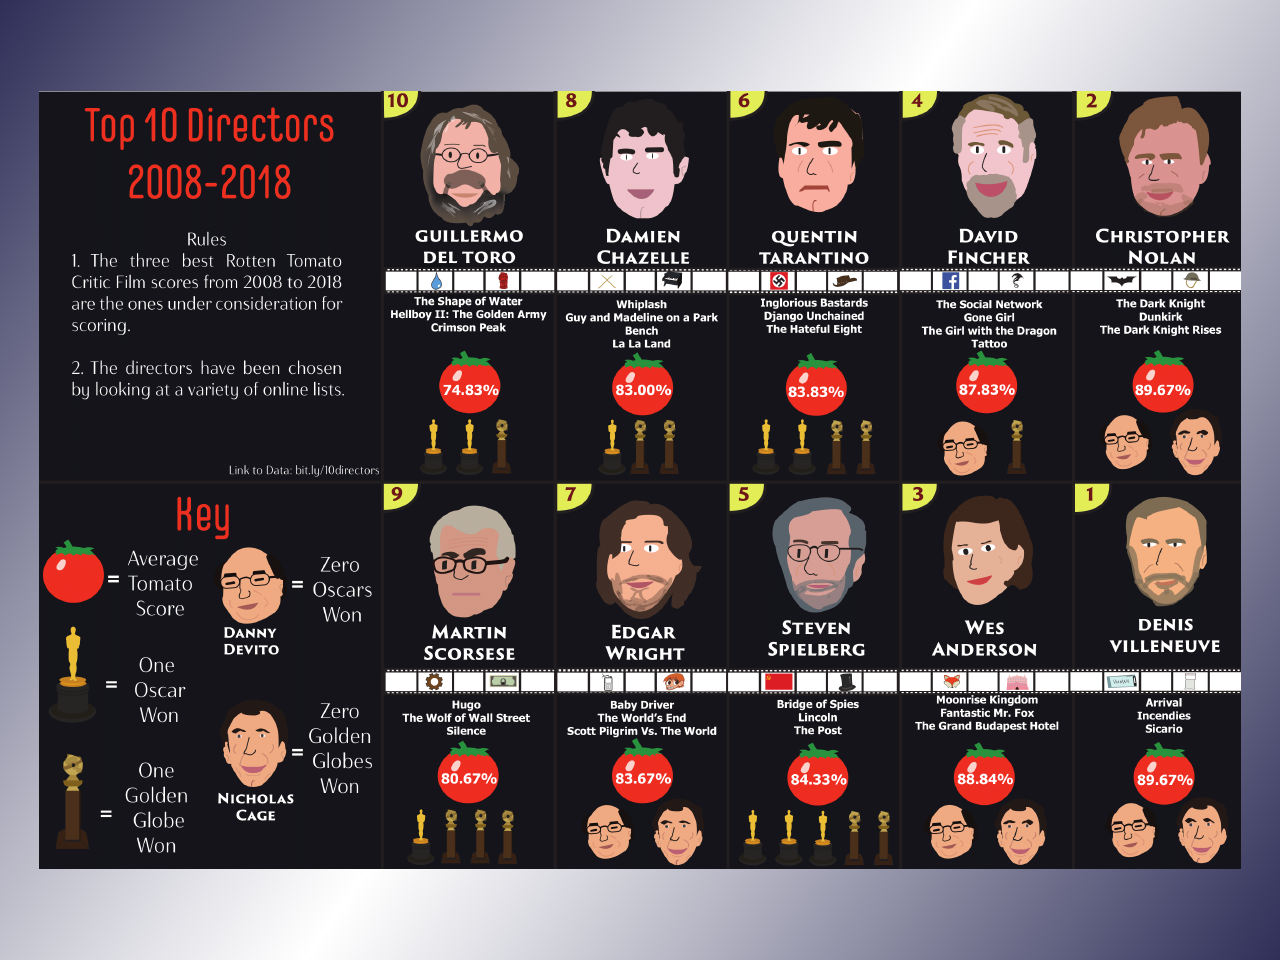 Top 10 Directors
2008-2018
Rules
1. The three best Rotten Tomato
Critic Film scores from 2008 to 2018
are the ones under consideration for
scoring.
2. The directors have been chosen
by looking at a variety of online lists.
Link to Data: bit.ly/10directors
10
GUILLERMO
DEL TORO
The Shape of Water
Hellboy II: The Golden Army
Crimson Peak
74.83%
8
DAMIEN
CHAZELLE
Whiplash
Guy and Madeline on a Park
Bench
La La Land
83.00%
6
QUENTIN
TARANTINO
Inglorious Bastards
Django Unchained
The Hateful Eight
83.83%
4
DAVID
FINCHER
f
The Social Network
Gone Girl
The Girl with the Dragon
Tattoo
87.83%
2
CHRISTOPHER
NOLAN
The Dark Knight
Dunkirk
The Dark Knight Rises
89.67%
Key
= Average
Tomato
Score
= One
Oscar
Won
= One
Golden
Globe
Won
DANNY
DEVITO
= Zero
Oscars
Won
NICHOLAS
CAGE
= Zero
Golden
Globes
Won
9
MARTIN
SCORSESE
Hugo
The Wolf of Wall Street
Silence
80.67%
7
EDGAR
WRIGHT
Baby Driver
The World's End
Scott Pilgrim Vs. The World
83.67%
5
STEVEN
SPIELBERG
Bridge of Spies
Lincoln
The Post
84.33%
3
WES
ANDERSON
Moonrise Kingdom
Fantastic Mr. Fox
The Grand Budapest Hotel
88.84%
1
DENIS
VILLENEUVE
Arrival
Incendies
Sicario
89.67%